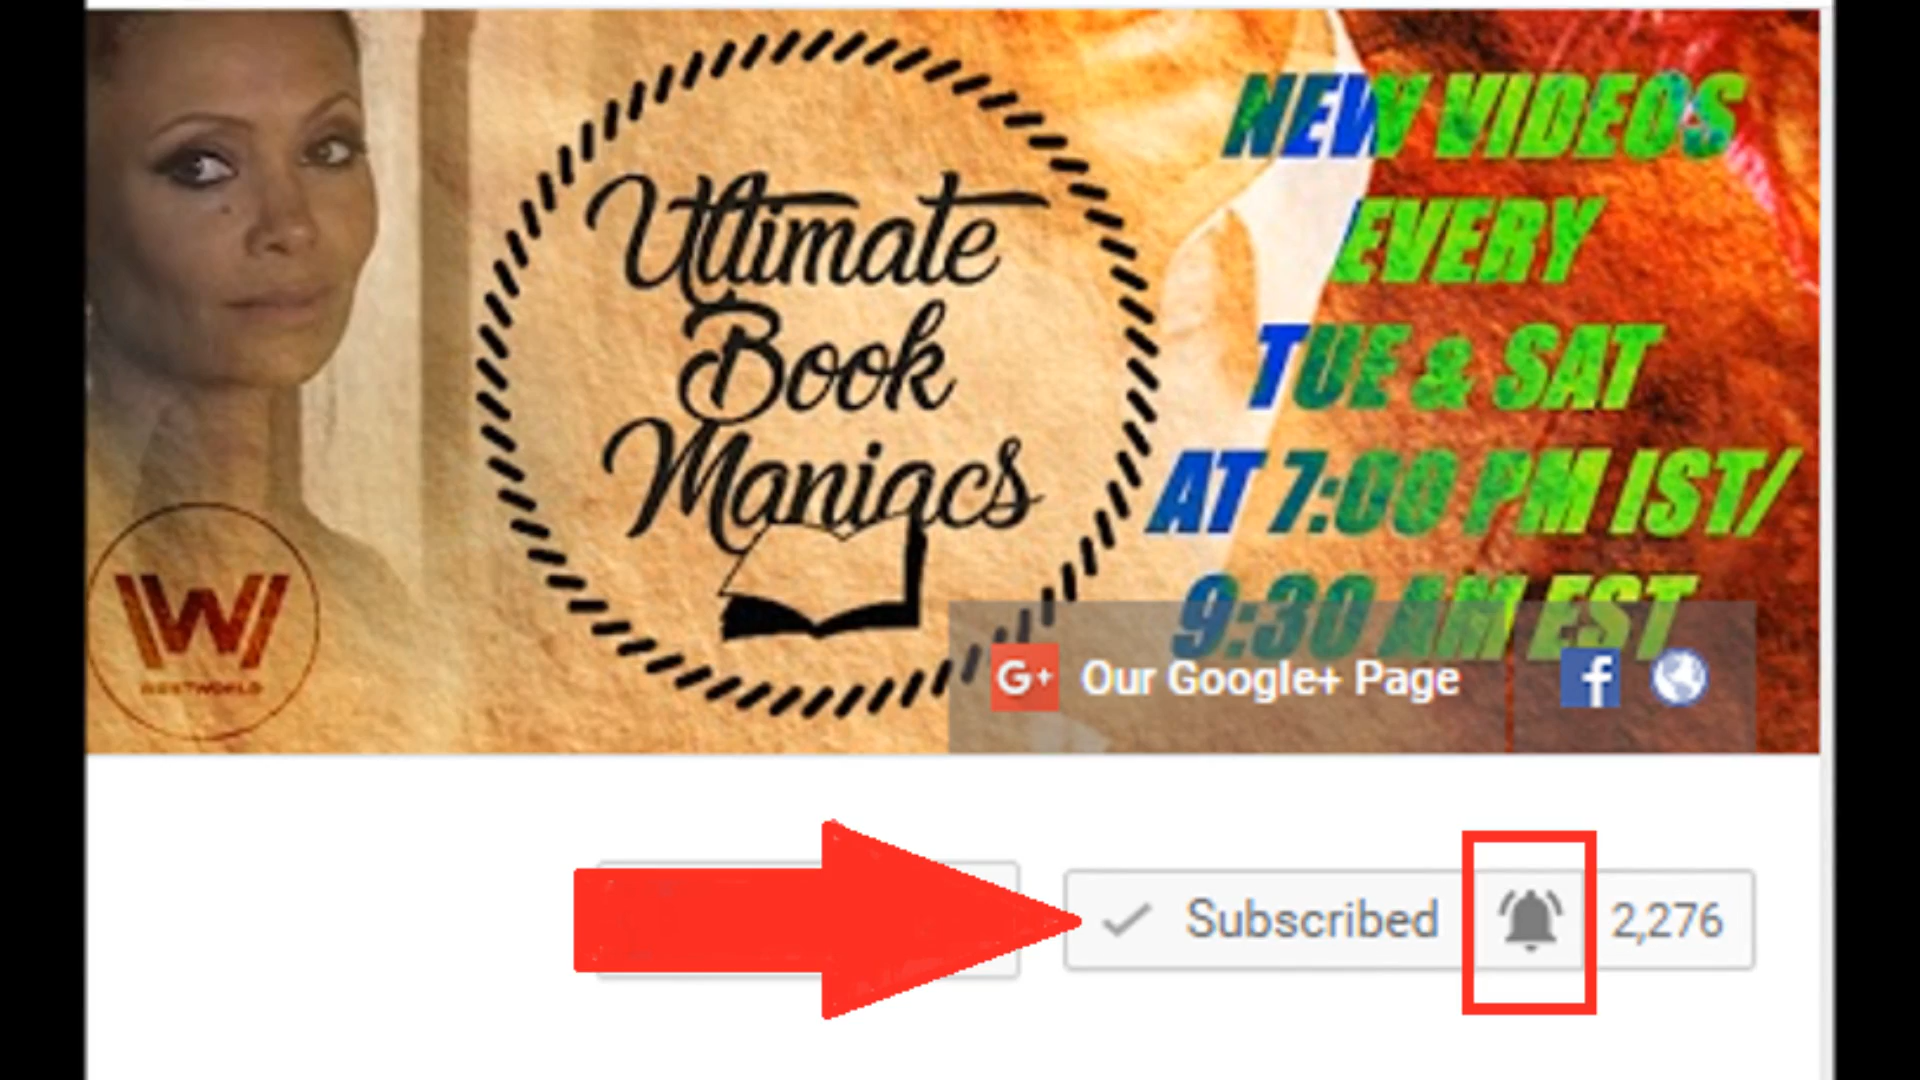 Ultimate
Book
Maniacs
NEW VIDEOS
EVERY
TUE & SAT
AT 7:00 PM IST/
9:30 AM EST
W
WESTWORLD
G+ Our Google+ Page f
Subscribed 2,276